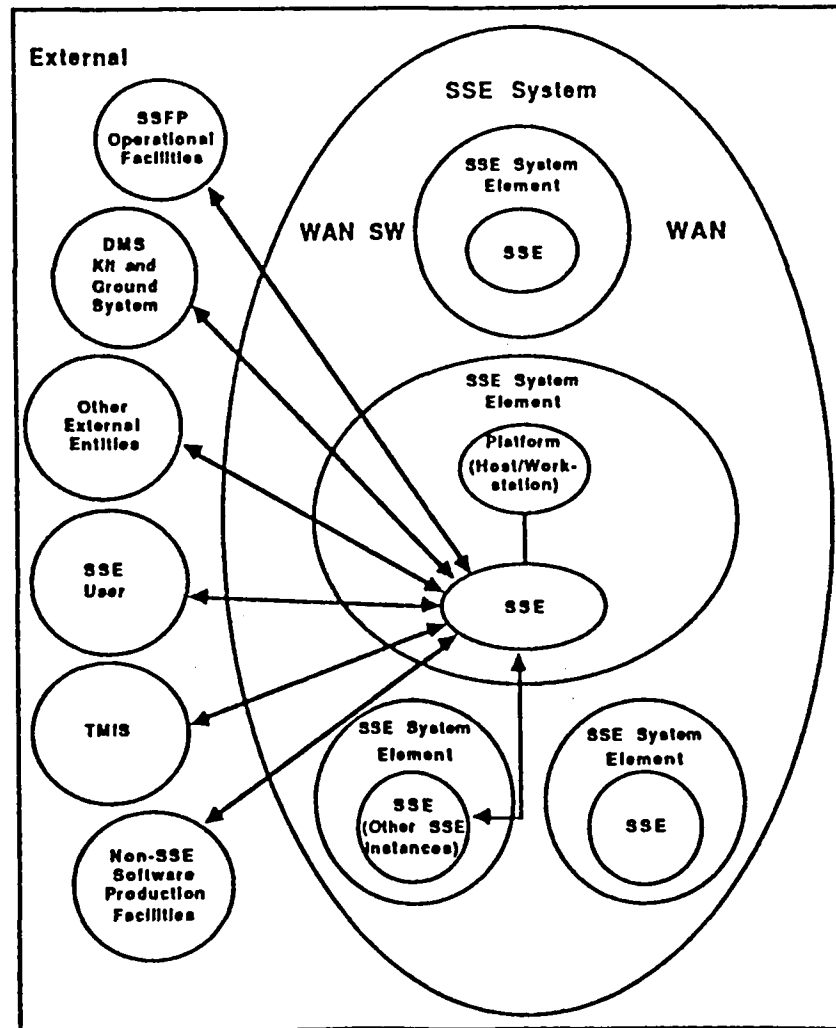 External
SSFP
Operational
Facilities
DMS
Kit and
Ground
System
Other
External
Entities
SSE
User
TMIS
Non-SSE
Software
Production
Facilities
SSE System
SSE System
Element
WAN SW
WAN
SSE
SSE System
Element
Platform
(Host/Work-
station)
SSE
SSE System
Element
SSE
(Other SSE
Instances)
SSE System
Element
SSE